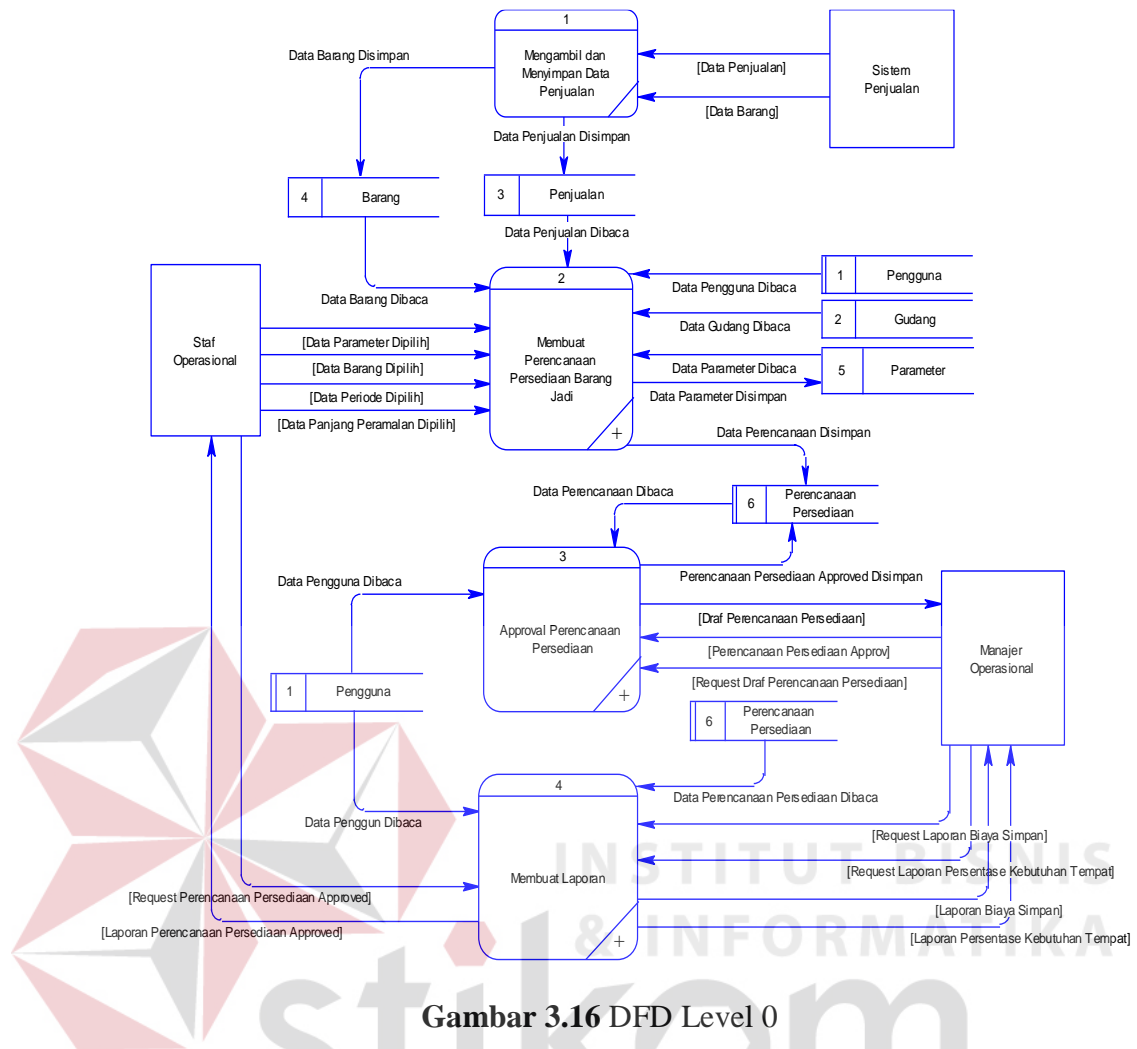 1
Mengambil dan
Menyimpan Data
Penjualan
Data Barang Disimpan
[Data Penjualan]
[Data Barang]
Sistem
Penjualan
Data Penjualan Disimpan
4
Barang
3
Penjualan
Data Penjualan Dibaca
Data Barang Dibaca
Staf
Operasional
[Data Parameter Dipilih]
[Data Barang Dipilih]
[Data Periode Dipilih]
[Data Panjang Peramalan Dipilih]
2
Membuat
Perencanaan
Persediaan Barang
Jadi
+
Data Pengguna Dibaca
1
Pengguna
Data Gudang Dibaca
2
Gudang
Data Parameter Dibaca
5
Parameter
Data Parameter Disimpan
Data Perencanaan Disimpan
Data Perencanaan Dibaca
6
Perencanaan
Persediaan
3
Approval Perencanaan
Persediaan
+
Data Pengguna Dibaca
Perencanaan Persediaan Approved Disimpan
[Draf Perencanaan Persediaan]
[Perencanaan Persediaan Approv]
[Request Draf Perencanaan Persediaan]
Manajer
Operasional
1
Pengguna
6
Perencanaan
Persediaan
4
Membuat Laporan
+
Data Perencanaan Persediaan Dibaca
Data Penggun Dibaca
[Request Laporan Biaya Simpan]
[Request Laporan Persentase Kebutuhan Tempat]
[Request Perencanaan Persediaan Approved]
[Laporan Biaya Simpan]
[Laporan Perencanaan Persediaan Approved]
[Laporan Persentase Kebutuhan Tempat]
INSTITUT BISNIS
& INFORMATIKA
stikom
Gambar 3.16 DFD Level 0